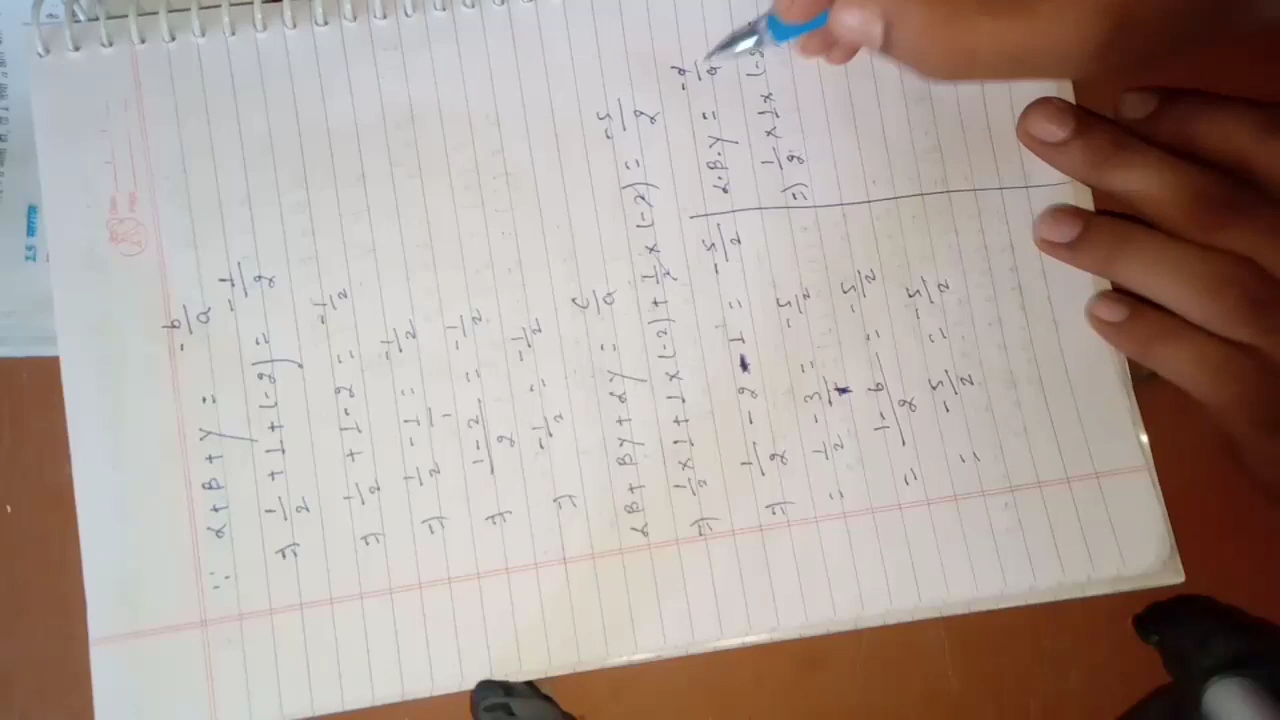 ∵ α+β+γ = -b/a
⇒ 1/2 + 1 + (-2) = -1/2
⇒ 1/2 + 1 - 2 = -1/2
⇒ 1/2 - 1/1 = -1/2
⇒ 1-2/2 = -1/2
⇒ -1/2 = -1/2
αβ + βγ + αγ = c/a
⇒ 1/2 × 1 + 1 × (-2) + 1/2 × (-2) = -5/2
⇒ 1/2 - 2 - 1 = -5/2
= 1/2 - 3 = -5/2
= 1-6/2 = -5/2
= -5/2 = -5/2
α.β.γ = -d/a
⇒ 1/2 × 1 × (-2